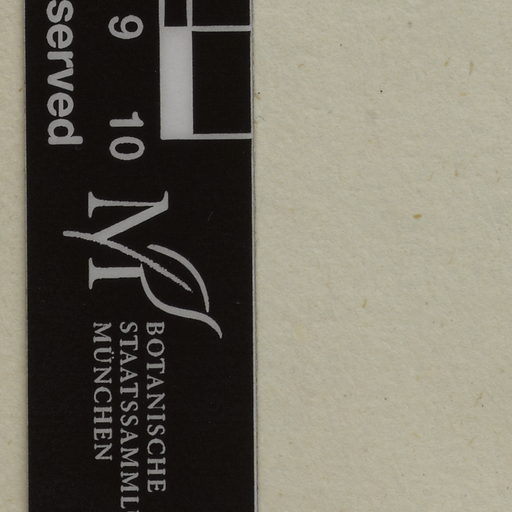 served
9 10
BOTANISCHE
STAATSSAMML
MÜNCHEN